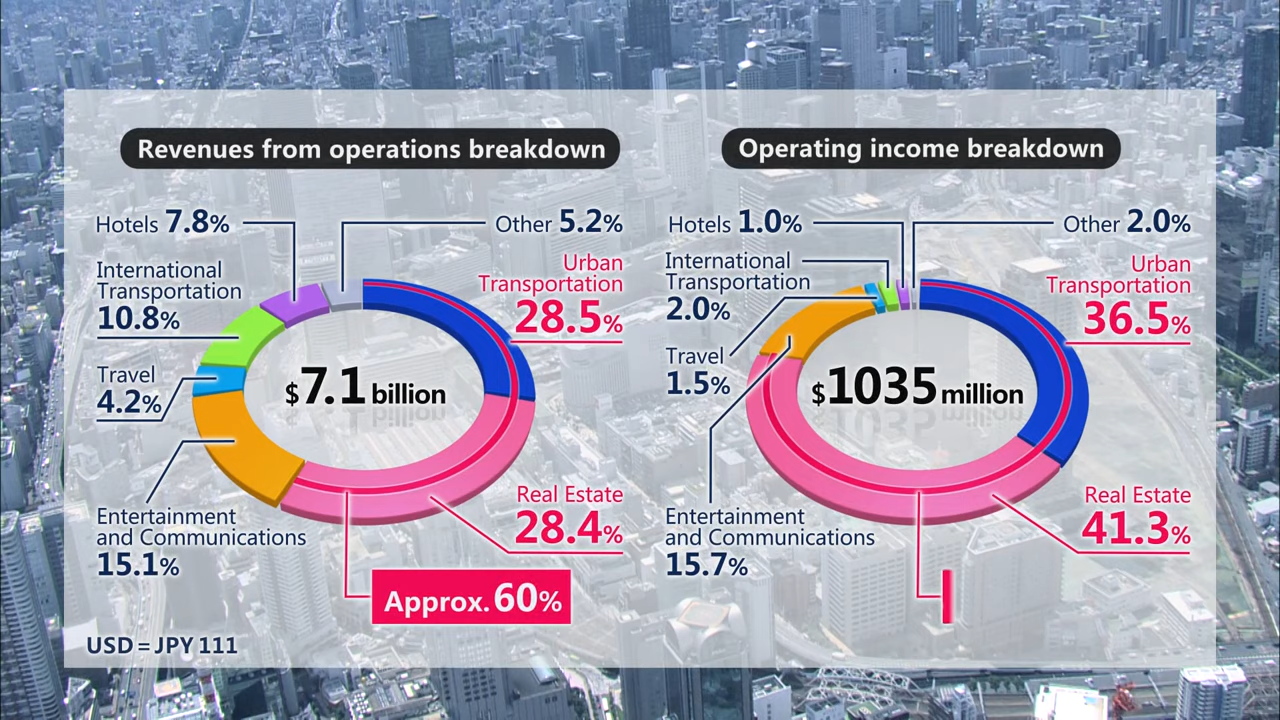 Revenues from operations breakdown
Hotels 7.8%
Other 5.2%
International
Transportation
10.8%
Urban
Transportation
28.5%
Travel
4.2%
$7.1 billion
Entertainment
and Communications
15.1%
Real Estate
28.4%
Approx. 60%
USD = JPY 111
Operating income breakdown
Hotels 1.0%
Other 2.0%
International
Transportation
2.0%
Urban
Transportation
36.5%
Travel
1.5%
$1035 million
Entertainment
and Communications
15.7%
Real Estate
41.3%